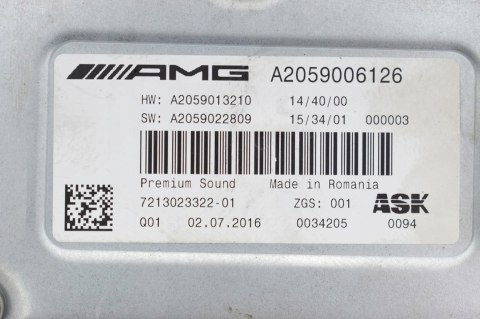 AMG A2059006126
HW: A2059013210 14/40/00
SW: A2059022809 15/34/01 000003
Premium Sound Made in Romania
7213023322-01 ZGS: 001 ASK
Q01 02.07.2016 0034205 0094